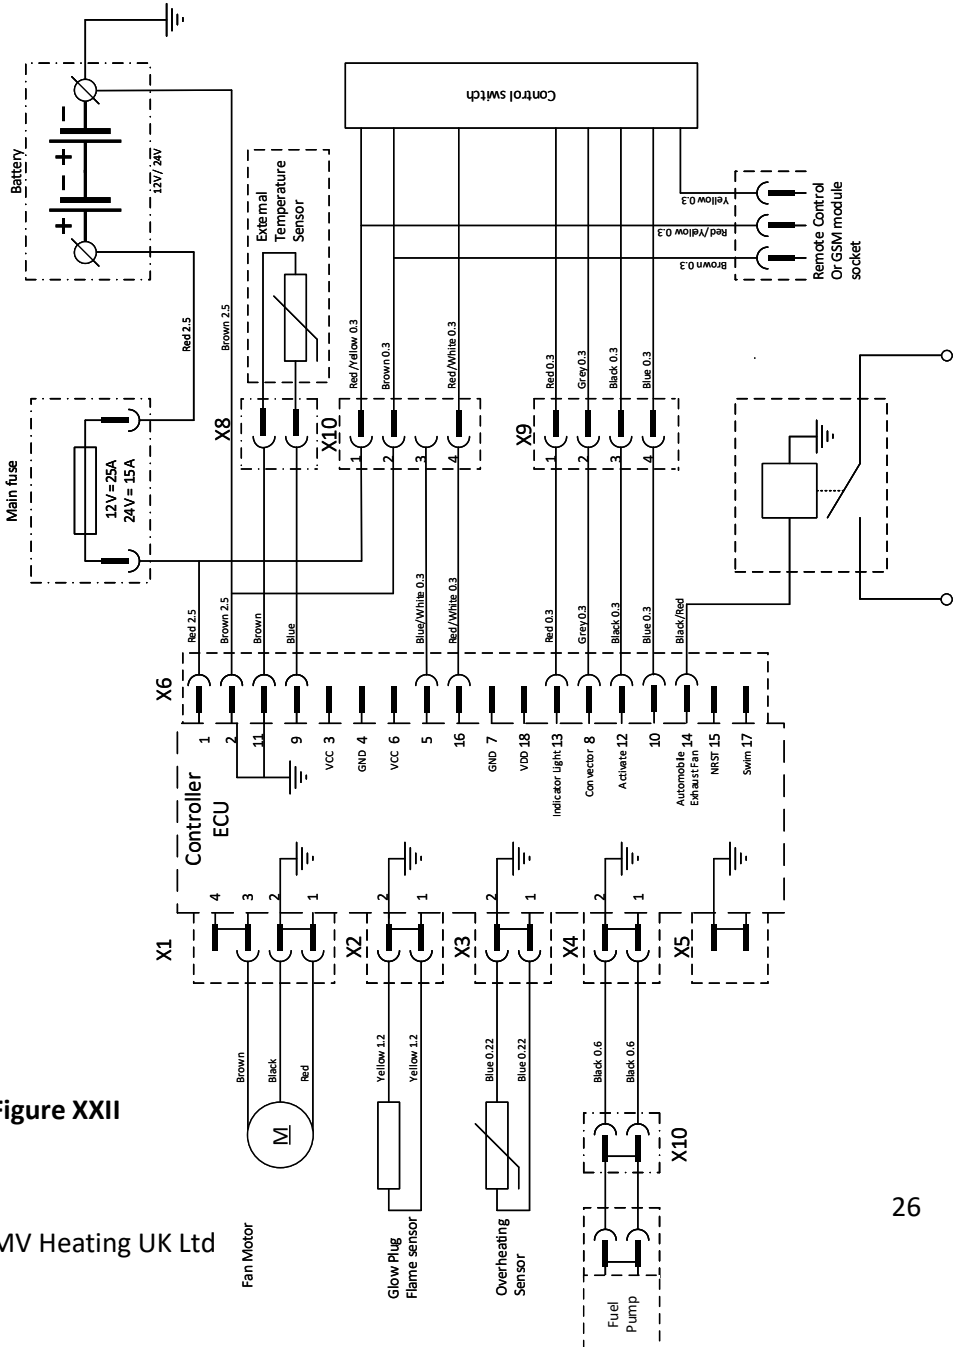 Battery
12V / 24V
+ − + −
Main fuse
12V = 25A
24V = 15A
Red 2.5
Brown 2.5
External
Temperature
Sensor
Control switch
Yellow 0.3
Red/Yellow 0.3
Brown 0.3
Remote Control
Or GSM module
socket
Red/Yellow 0.3
Brown 0.3
Red/White 0.3
Red 0.3
Grey 0.3
Black 0.3
Blue 0.3
X8
X10
1
2
3
4
X9
1
2
3
4
Red 2.5
Brown 2.5
Brown
Blue
Blue/White 0.3
Red/White 0.3
Red 0.3
Grey 0.3
Black 0.3
Blue 0.3
Black/Red
X6
1
2
11
9
VCC 3
GND 4
VCC 6
5
16
GND 7
VDD 18
Indicator Light 13
Convector 8
Activate 12
10
Automobile 14
Exhaust Fan
NRST 15
Swim 17
Controller
ECU
4
3
2
1
2
1
2
1
2
1
X1
X2
X3
X4
X5
Brown
Black
Red
Yellow 1.2
Yellow 1.2
Blue 0.22
Blue 0.22
Black 0.6
Black 0.6
M
X10
Fan Motor
Glow Plug
Flame sensor
Overheating
Sensor
Fuel
Pump
Figure XXII
MV Heating UK Ltd
26